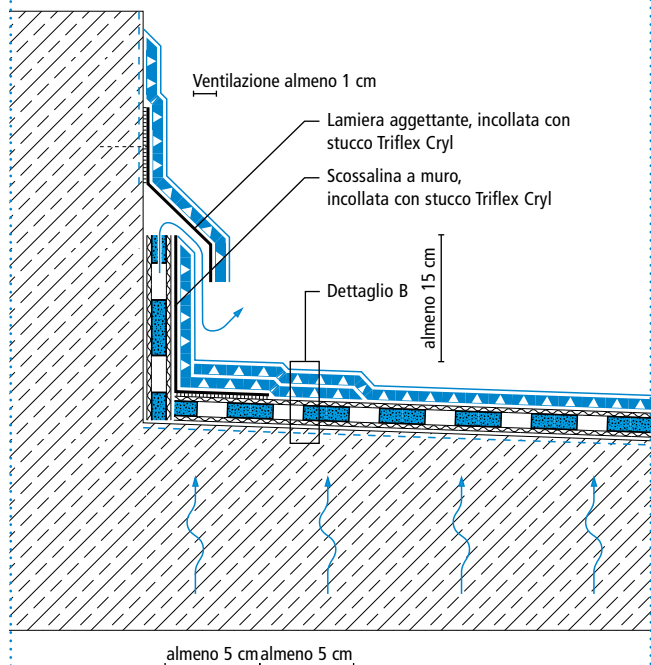 Ventilazione almeno 1 cm
Lamiera aggettante, incollata con
stucco Triflex Cryl
Scossalina a muro,
incollata con stucco Triflex Cryl
almeno 15 cm
Dettaglio B
almeno 5 cm almeno 5 cm